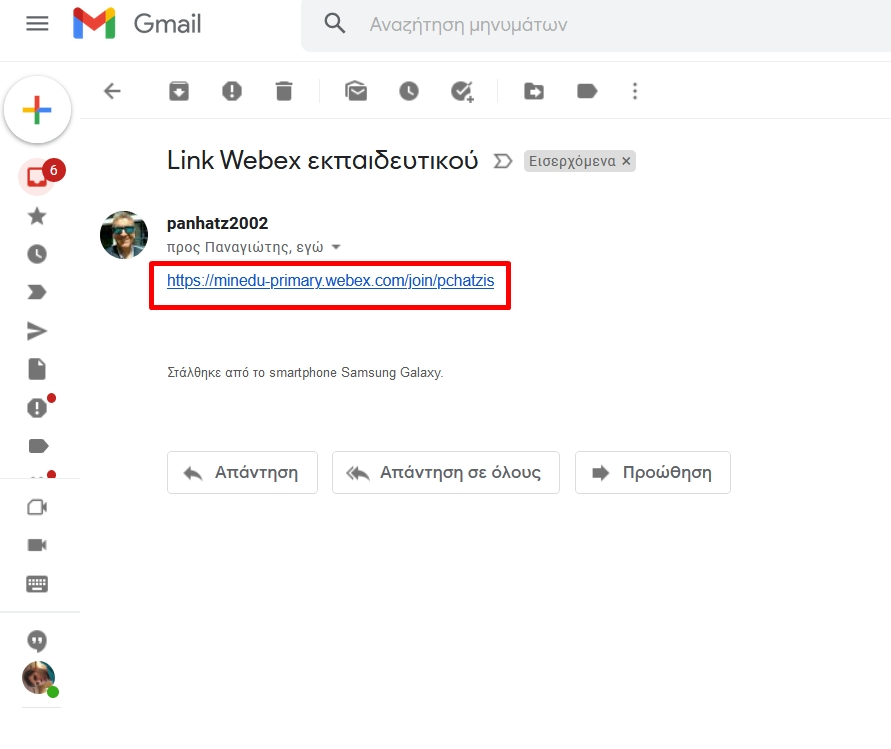 Gmail
Αναζήτηση μηνυμάτων
6
Link Webex εκπαιδευτικού Εισερχόμενα ×
panhatz2002
προς Παναγιώτης, εγώ
https://minedu-primary.webex.com/join/pchatzis
Στάλθηκε από το smartphone Samsung Galaxy.
Απάντηση Απάντηση σε όλους Προώθηση